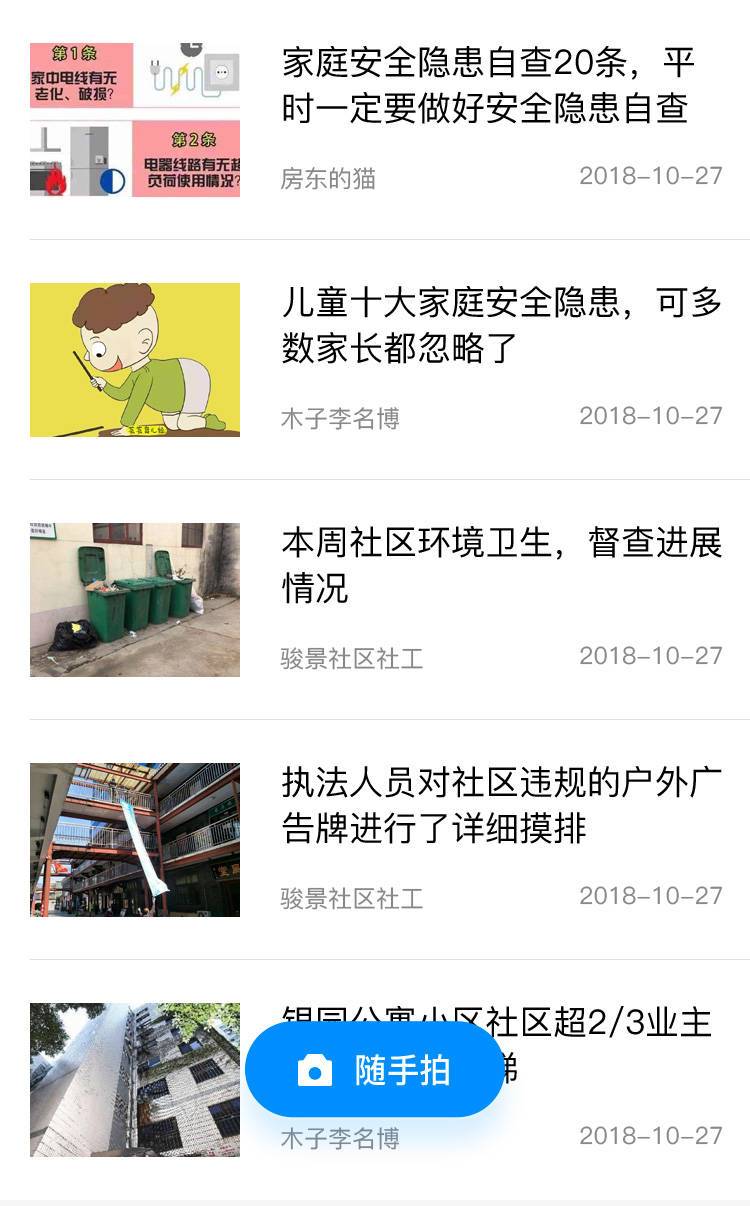 第1条
家中电线有无
老化、破损?
第2条
电器线路有无超
负荷使用情况?
家庭安全隐患自查20条，平
时一定要做好安全隐患自查
房东的猫
2018-10-27
儿童十大家庭安全隐患，可多
数家长都忽略了
木子李名博
2018-10-27
本周社区环境卫生，督查进展
情况
骏景社区社工
2018-10-27
执法人员对社区违规的户外广
告牌进行了详细摸排
骏景社区社工
2018-10-27
银园公寓小区社区超2/3业主
梯
随手拍
木子李名博
2018-10-27